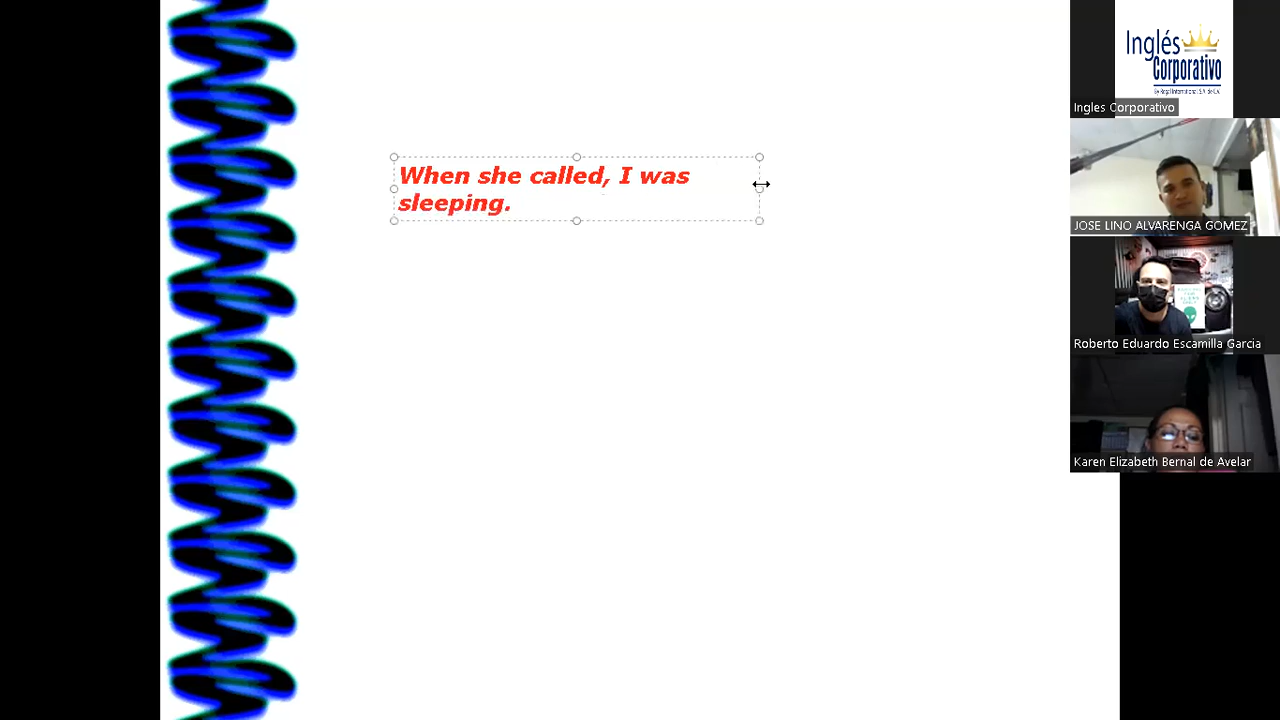 When she called, I was
sleeping.
Inglés
Corporativo
Ingles Corporativo
JOSE LINO ALVARENGA GOMEZ
Roberto Eduardo Escamilla Garcia
Karen Elizabeth Bernal de Avelar